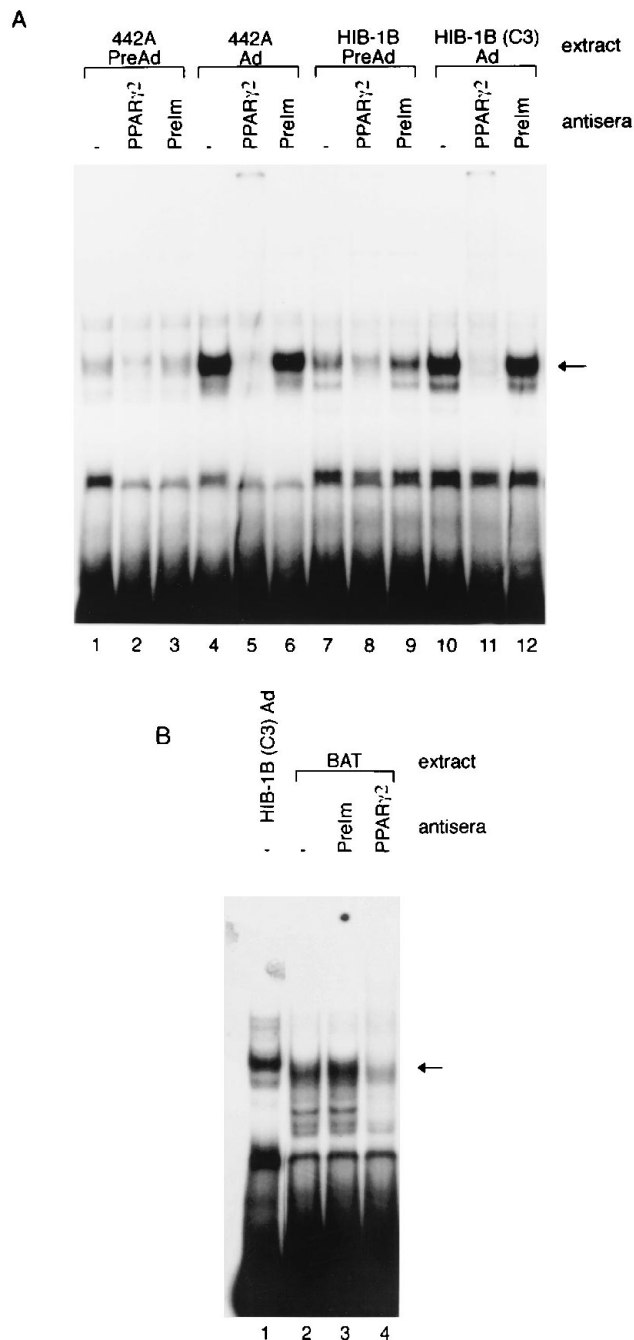 A
442A 442A HIB-1B HIB-1B (C3) extract
PreAd Ad PreAd Ad
- PPARγ2 PreIm - PPARγ2 PreIm - PPARγ2 PreIm - PPARγ2 PreIm antisera
1 2 3 4 5 6 7 8 9 10 11 12
B
HIB-1B (C3) Ad BAT extract
- - PreIm PPARγ2 antisera
1 2 3 4